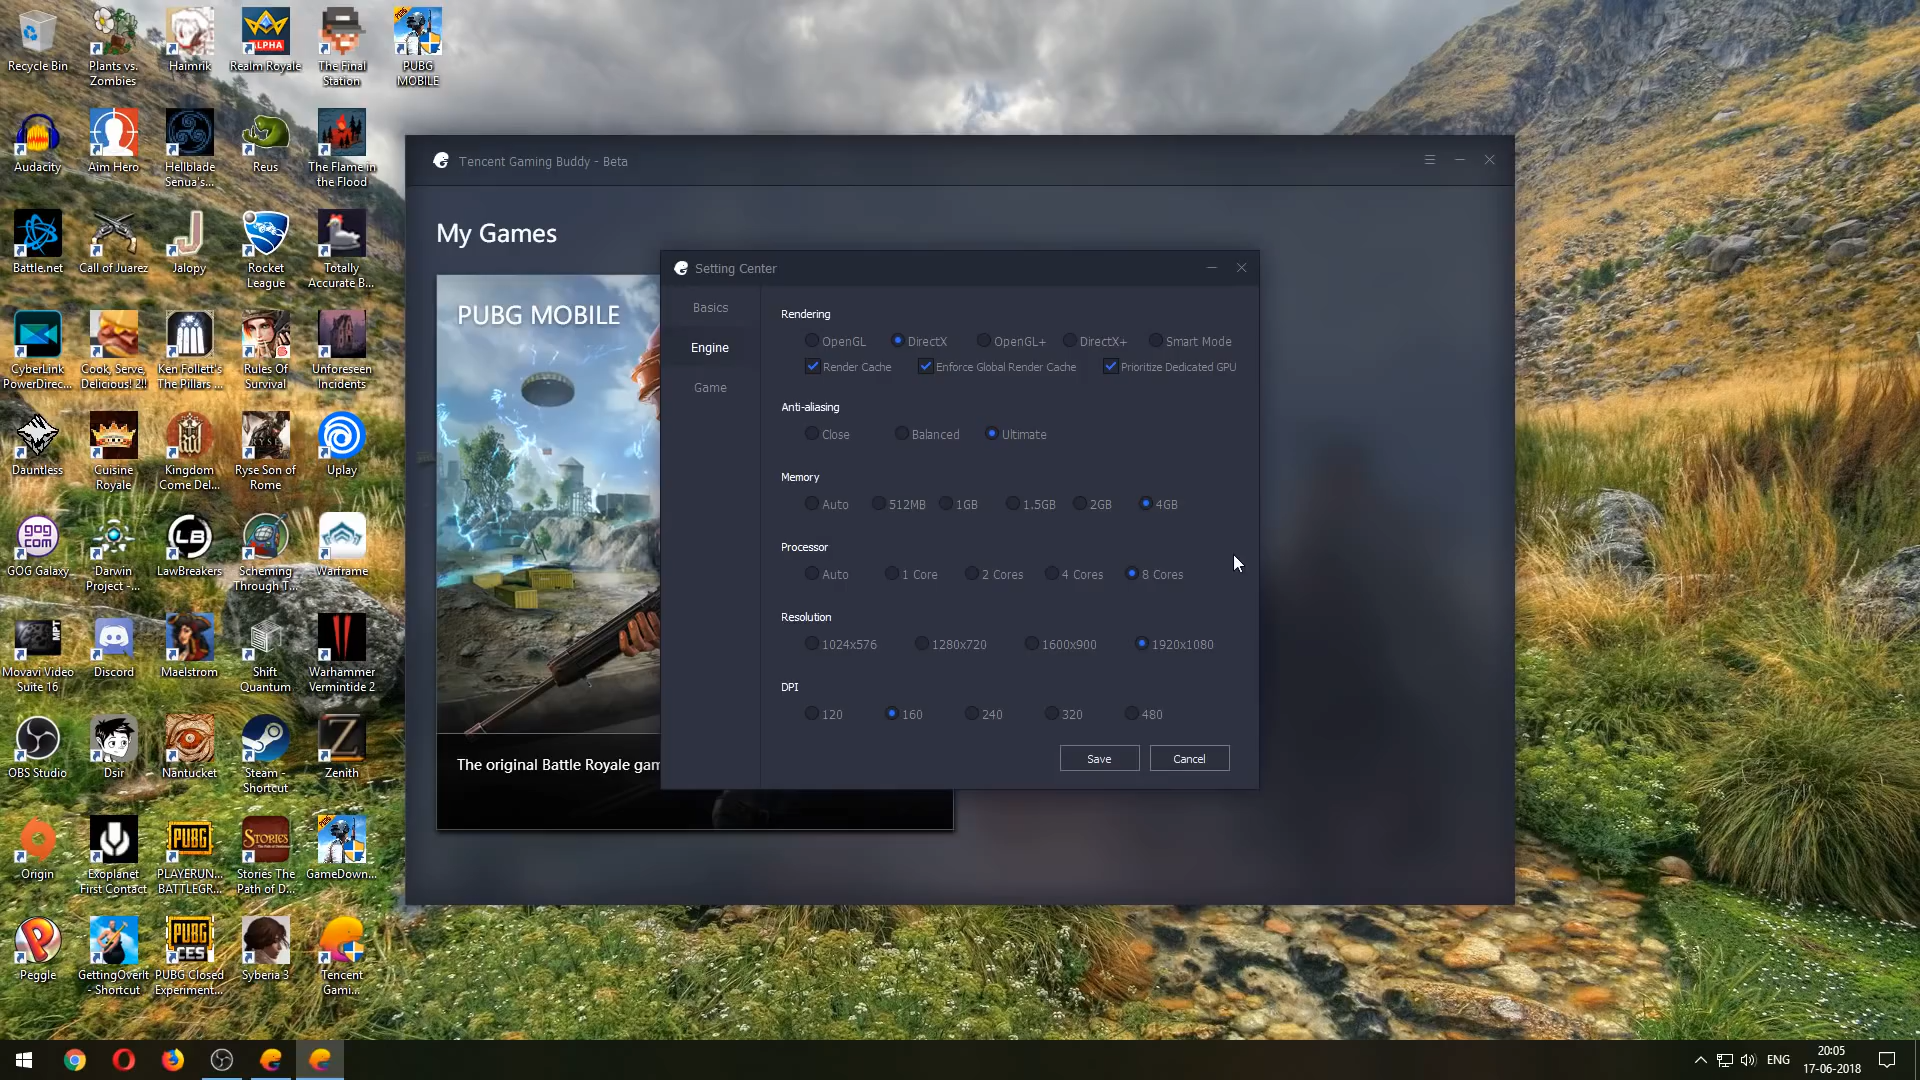 Recycle Bin
Plants vs. Zombies
Haimrik
Realm Royale
The Final Station
PUBG MOBILE
Audacity
Aim Hero
Hellblade Senua's...
Reus
The Flame in the Flood
Battle.net
Call of Juarez
Jalopy
Rocket League
Totally Accurate B...
CyberLink PowerDirec...
Cook, Serve, Delicious! 2!!
Ken Follett's The Pillars ...
Rules Of Survival
Unforeseen Incidents
Dauntless
Cuisine Royale
Kingdom Come Del...
Ryse Son of Rome
Uplay
GOG Galaxy
Darwin Project -...
LawBreakers
Scheming Through T...
Warframe
Movavi Video Suite 16
Discord
Maelstrom
Shift Quantum
Warhammer Vermintide 2
OBS Studio
Dsir
Nantucket
Steam - Shortcut
Zenith
Origin
Exoplanet First Contact
PLAYERUN... BATTLEGR...
Stories The Path of D...
GameDown...
Peggle
GettingOverIt - Shortcut
PUBG Closed Experiment...
Syberia 3
Tencent Gami...
Tencent Gaming Buddy - Beta
My Games
PUBG MOBILE
The original Battle Royale gam
Setting Center
Basics
Engine
Game
Rendering
OpenGL DirectX OpenGL+ DirectX+ Smart Mode
Render Cache Enforce Global Render Cache Prioritize Dedicated GPU
Anti-aliasing
Close Balanced Ultimate
Memory
Auto 512MB 1GB 1.5GB 2GB 4GB
Processor
Auto 1 Core 2 Cores 4 Cores 8 Cores
Resolution
1024x576 1280x720 1600x900 1920x1080
DPI
120 160 240 320 480
Save Cancel
ENG
20:05
17-06-2018